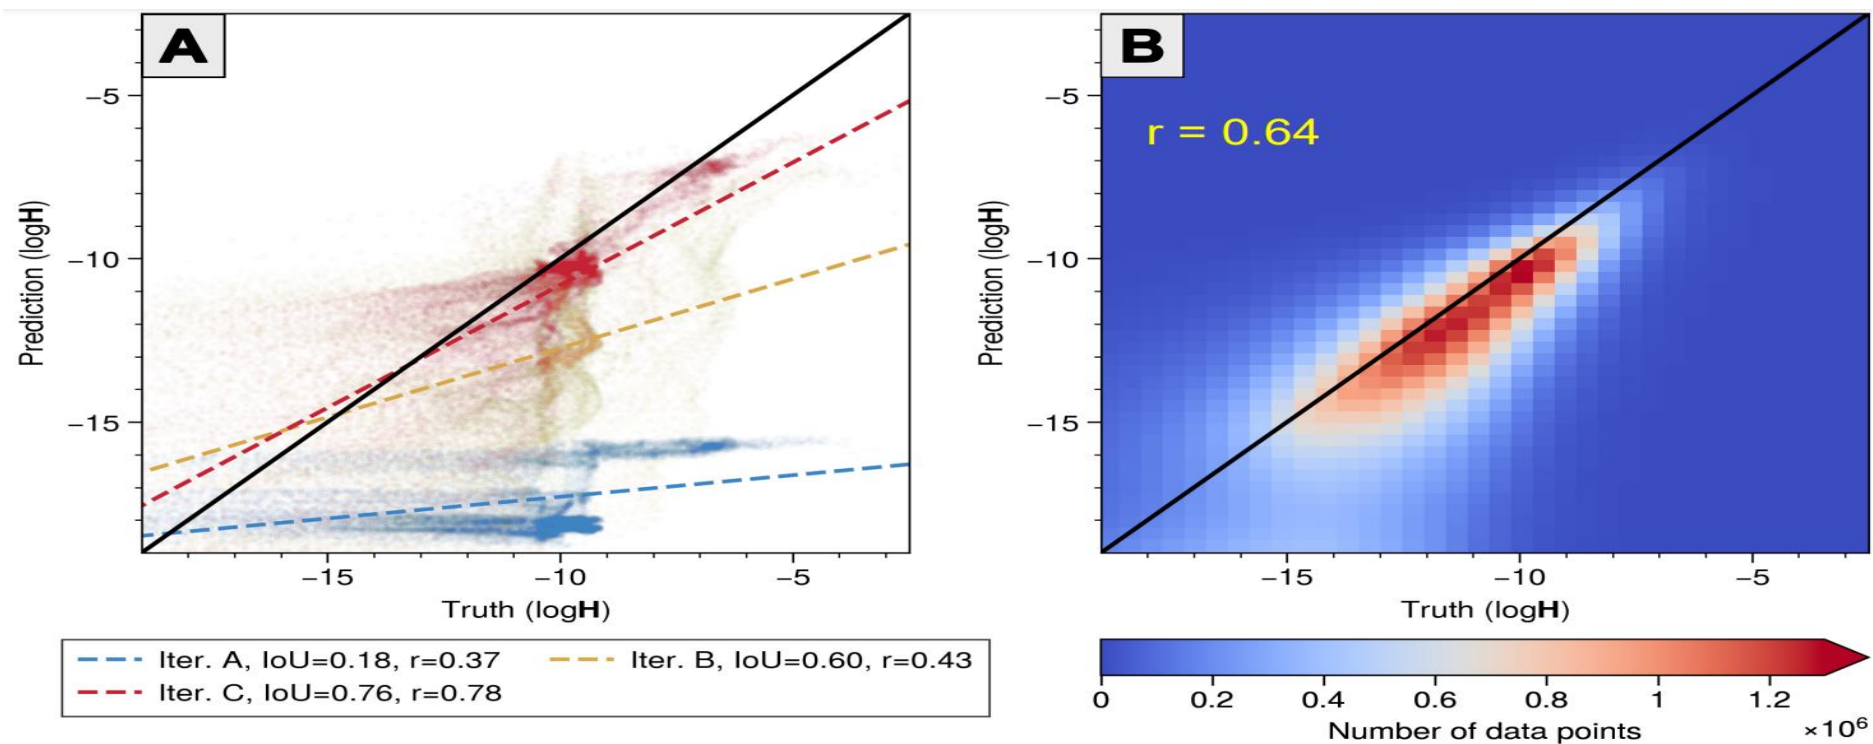 A
−5
−10
−15
Prediction (logH)
−15 −10 −5
Truth (logH)
Iter. A, IoU=0.18, r=0.37
Iter. B, IoU=0.60, r=0.43
Iter. C, IoU=0.76, r=0.78
B
r = 0.64
−5
−10
−15
Prediction (logH)
−15 −10 −5
Truth (logH)
0 0.2 0.4 0.6 0.8 1 1.2
Number of data points
×10⁶